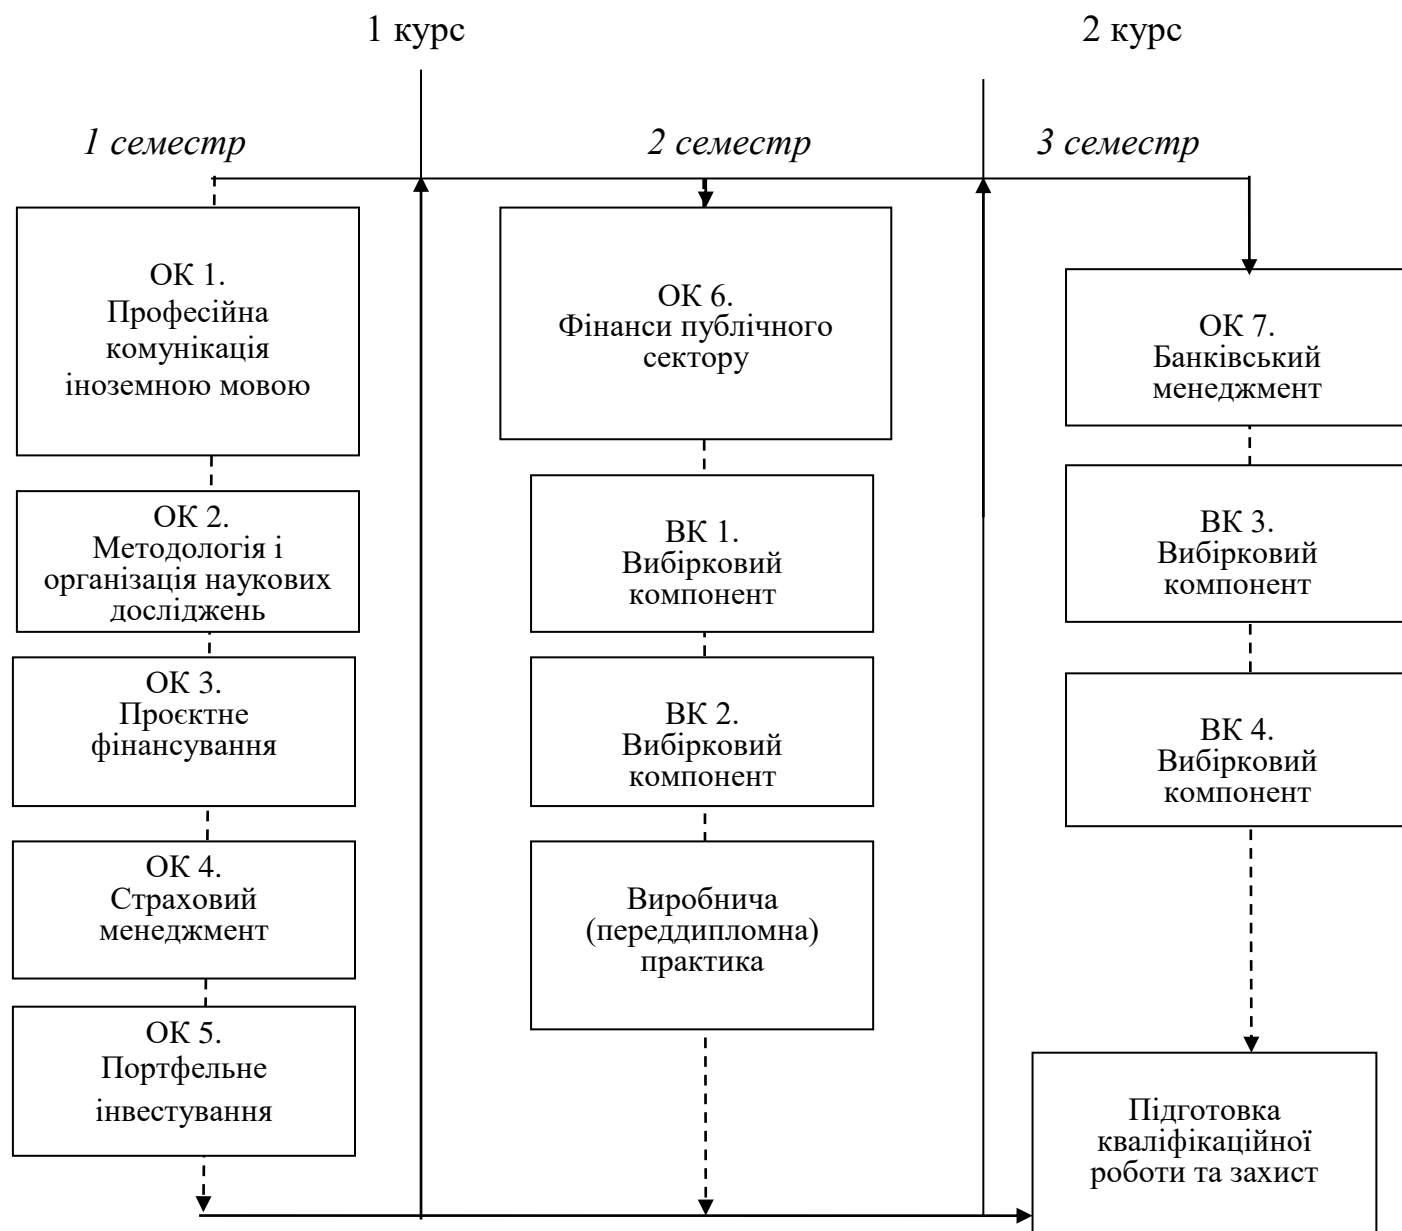 1 курс
2 курс
1 семестр
2 семестр
3 семестр
ОК 1.
Професійна
комунікація
іноземною мовою
ОК 2.
Методологія і
організація наукових
досліджень
ОК 3.
Проєктне
фінансування
ОК 4.
Страховий
менеджмент
ОК 5.
Портфельне
інвестування
ОК 6.
Фінанси публічного
сектору
ВК 1.
Вибірковий
компонент
ВК 2.
Вибірковий
компонент
Виробнича
(переддипломна)
практика
ОК 7.
Банківський
менеджмент
ВК 3.
Вибірковий
компонент
ВК 4.
Вибірковий
компонент
Підготовка
кваліфікаційної
роботи та захист